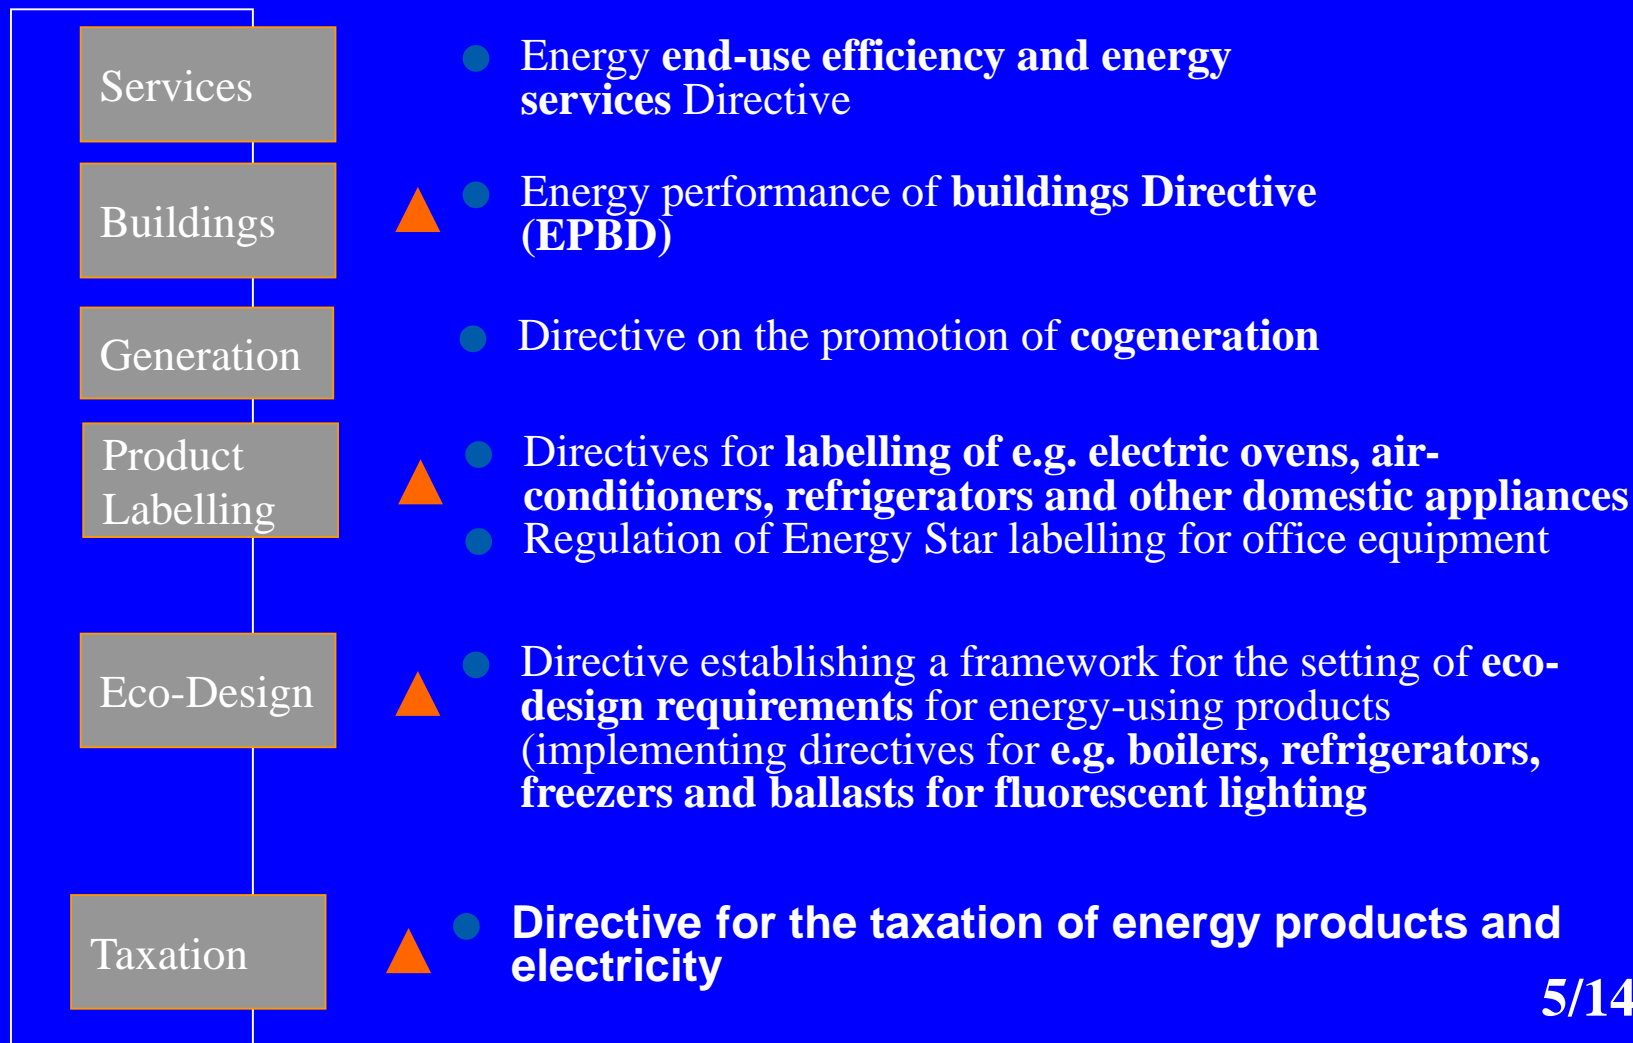 Services
Energy end-use efficiency and energy
services Directive
Buildings
Energy performance of buildings Directive
(EPBD)
Generation
Directive on the promotion of cogeneration
Product
Labelling
Directives for labelling of e.g. electric ovens, air-
conditioners, refrigerators and other domestic appliances
Regulation of Energy Star labelling for office equipment
Eco-Design
Directive establishing a framework for the setting of eco-
design requirements for energy-using products
(implementing directives for e.g. boilers, refrigerators,
freezers and ballasts for fluorescent lighting
Taxation
Directive for the taxation of energy products and
electricity
5/14